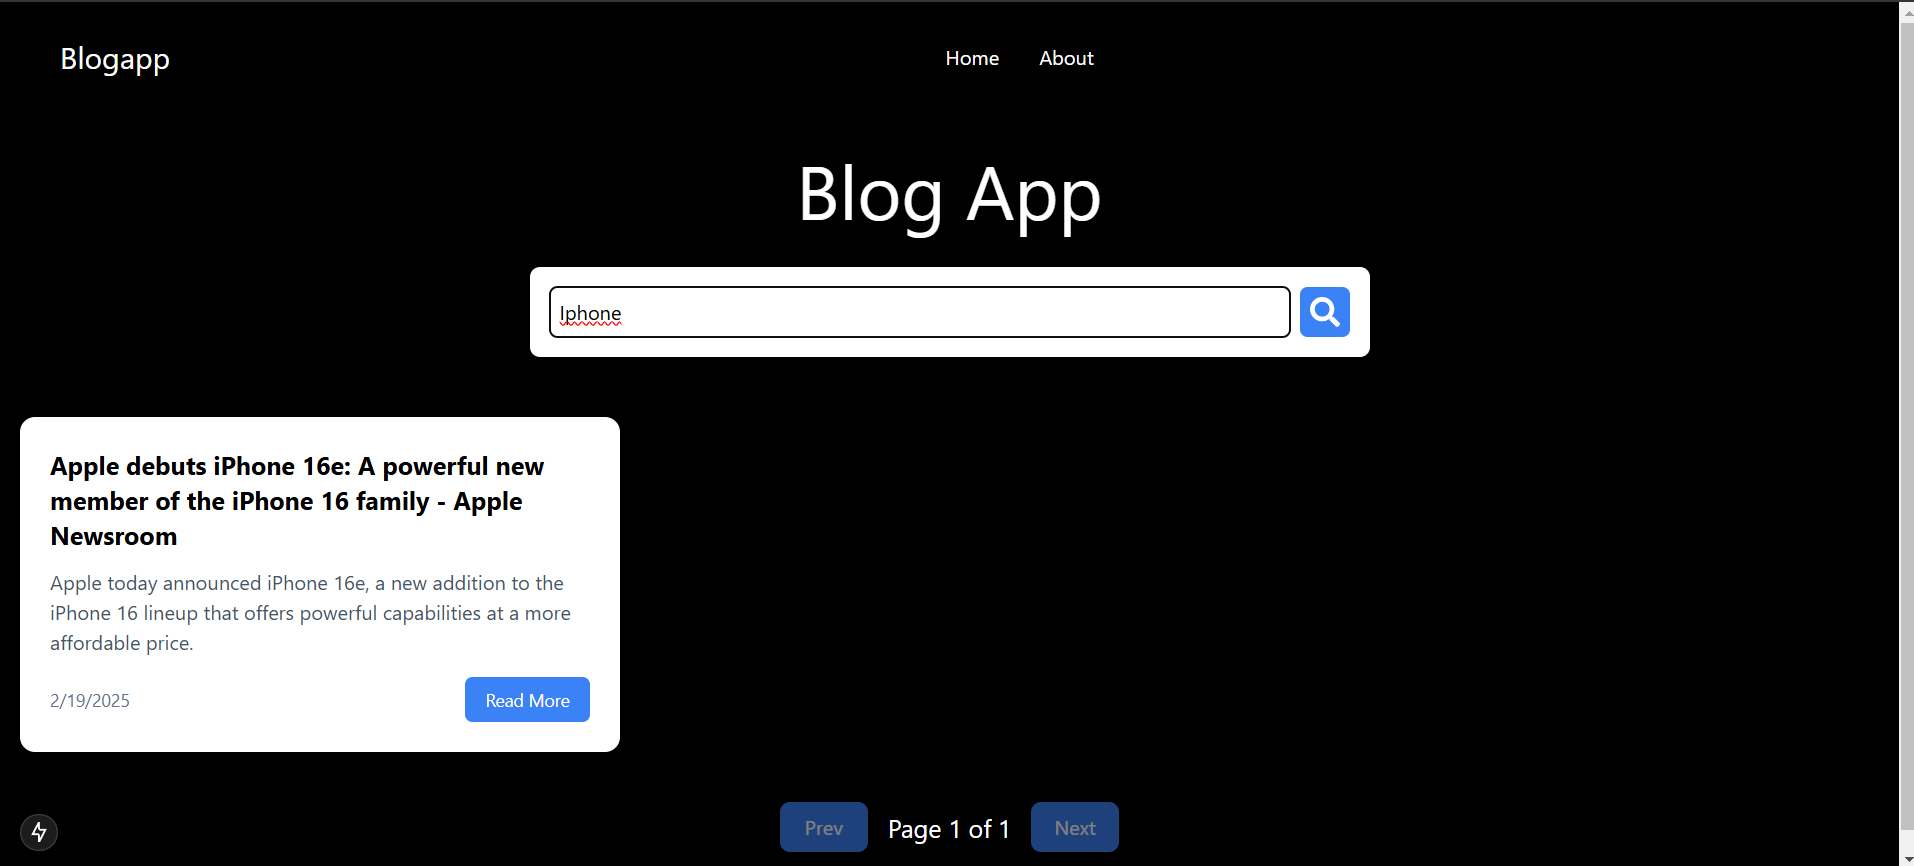 Blogapp
Home
About
Blog App
Iphone
Apple debuts iPhone 16e: A powerful new
member of the iPhone 16 family - Apple
Newsroom
Apple today announced iPhone 16e, a new addition to the
iPhone 16 lineup that offers powerful capabilities at a more
affordable price.
2/19/2025
Read More
Prev
Page 1 of 1
Next